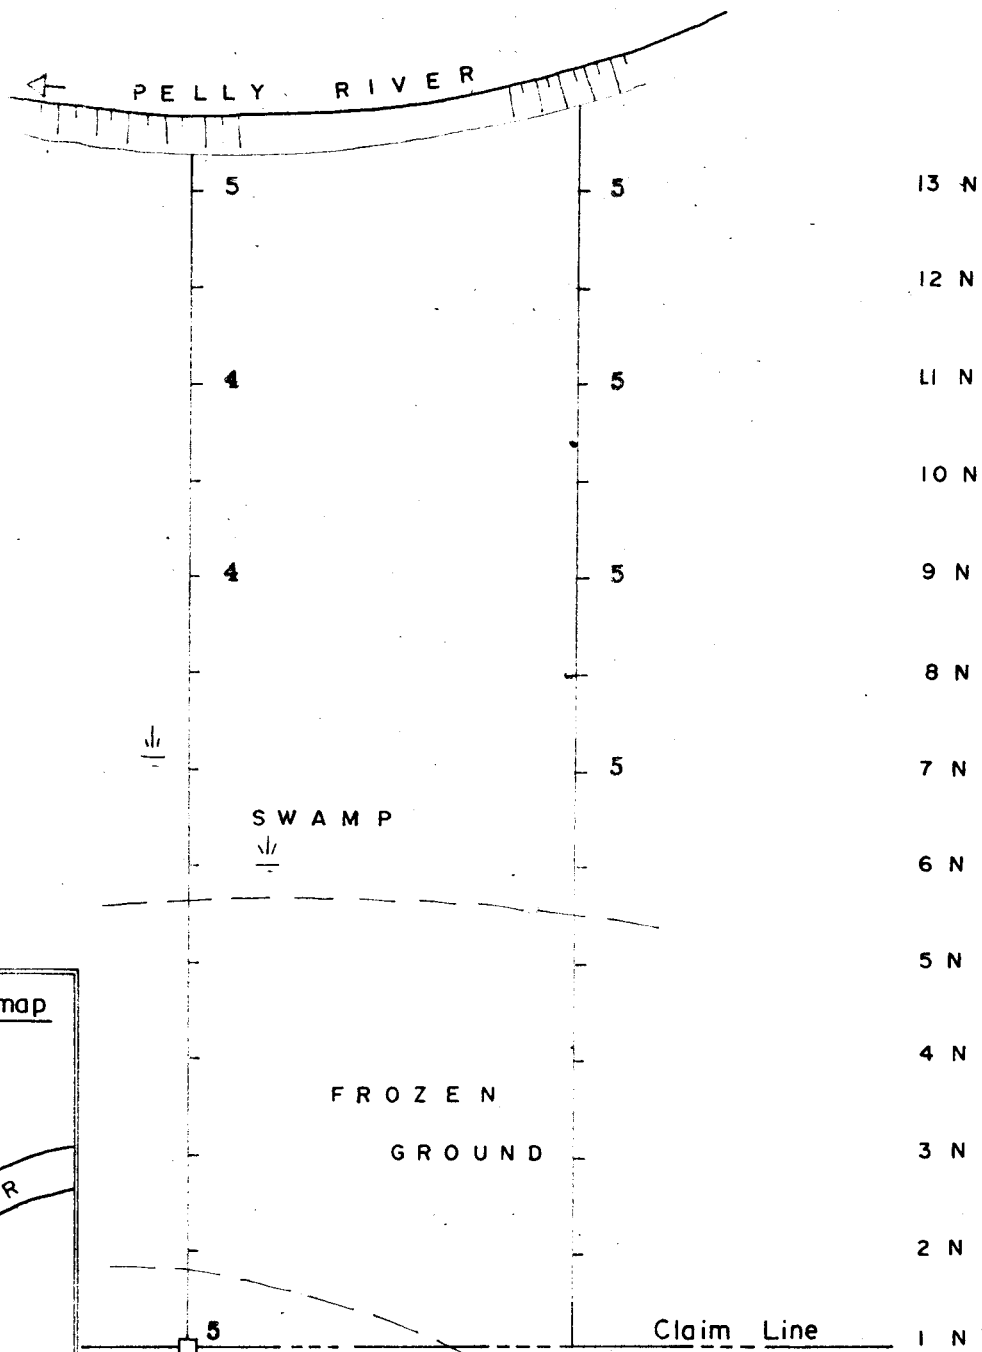 PELLY RIVER
5 5 13 N
12 N
4 5 11 N
10 N
4 5 9 N
8 N
5 7 N
SWAMP
6 N
5 N
map
4 N
FROZEN
GROUND 3 N
R
2 N
5 Claim Line 1 N